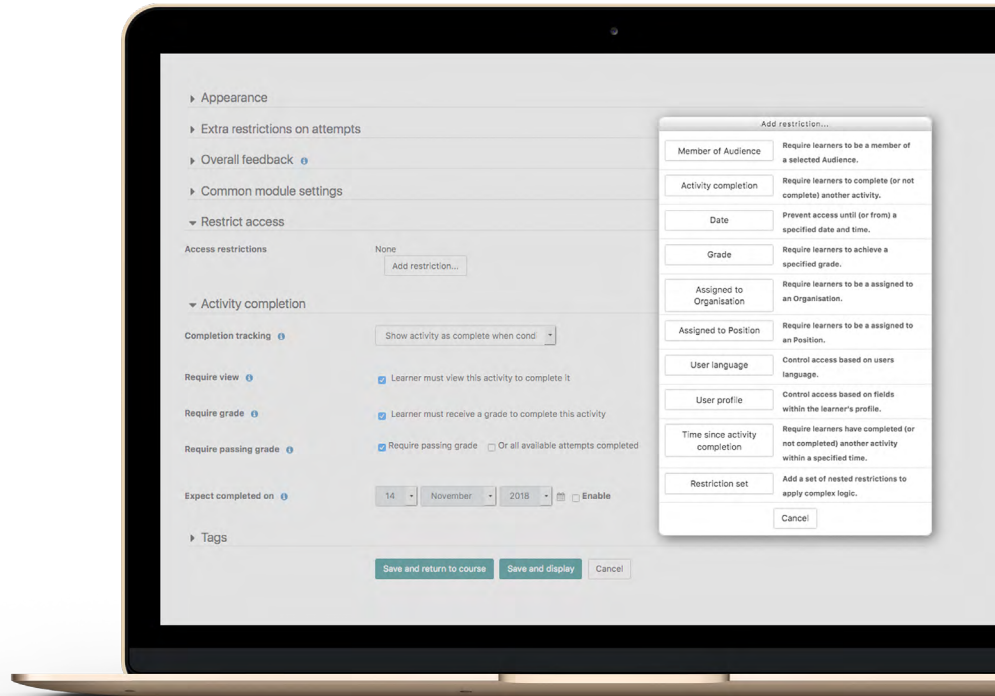 Appearance
Extra restrictions on attempts
Overall feedback
Common module settings
Restrict access
Access restrictions
None
Add restriction...
Activity completion
Completion tracking
Show activity as complete when cond
Require view
Learner must view this activity to complete it
Require grade
Learner must receive a grade to complete this activity
Require passing grade
Require passing grade
Or all available attempts completed
Expect completed on
14
November
2018
Enable
Tags
Save and return to course
Save and display
Cancel
Add restriction...
Member of Audience
Require learners to be a member of
a selected Audience.
Activity completion
Require learners to complete (or not
complete) another activity.
Date
Prevent access until (or from) a
specified date and time.
Grade
Require learners to achieve a
specified grade.
Assigned to
Organisation
Require learners to be a assigned to
an Organisation.
Assigned to Position
Require learners to be a assigned to
an Position.
User language
Control access based on users
language.
User profile
Control access based on fields
within the learner's profile.
Time since activity
completion
Require learners have completed (or
not completed) another activity
within a specified time.
Restriction set
Add a set of nested restrictions to
apply complex logic.
Cancel